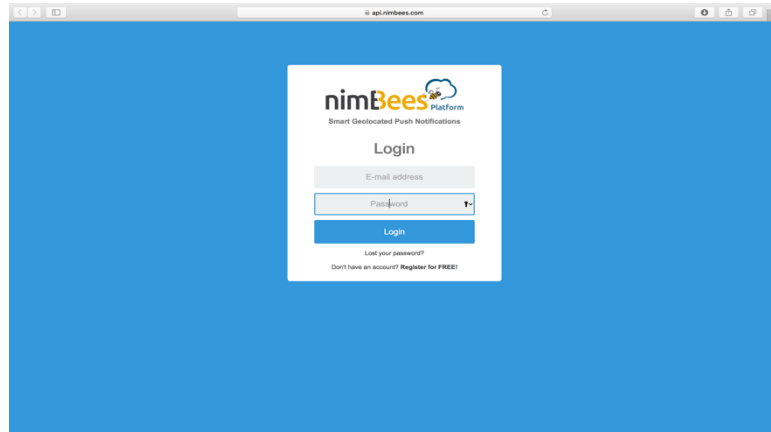 api.nimbees.com
nimBees
Platform
Smart Geolocated Push Notifications
Login
E-mail address
Password
Login
Lost your password?
Don't have an account? Register for FREE!